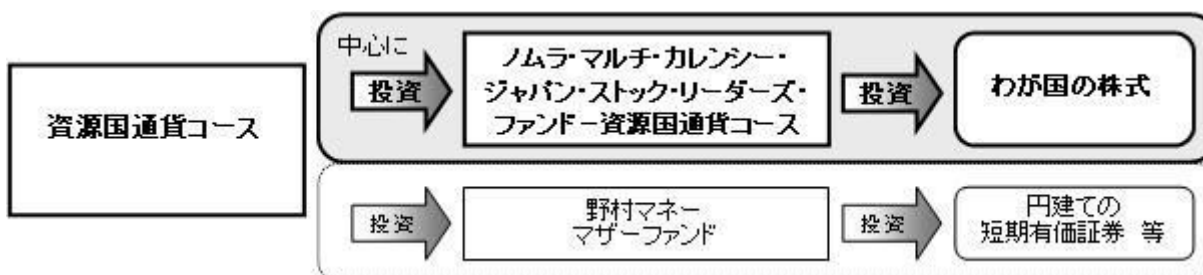 資源国通貨コース
中心に
投資
ノムラ・マルチ・カレンシー・
ジャパン・ストック・リーダーズ・
ファンドー資源国通貨コース
投資
わが国の株式
投資
野村マネー
マザーファンド
投資
円建ての
短期有価証券 等